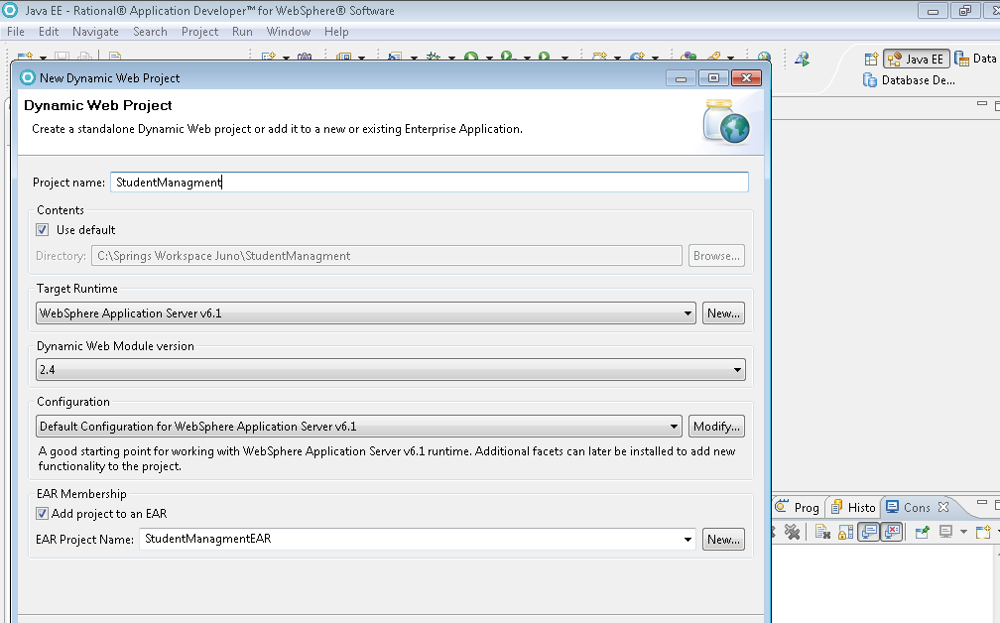 Java EE - Rational® Application Developer™ for WebSphere® Software
File Edit Navigate Search Project Run Window Help
Java EE
Data
Database De...
New Dynamic Web Project
Dynamic Web Project
Create a standalone Dynamic Web project or add it to a new or existing Enterprise Application.
Project name: StudentManagment
Contents
Use default
Directory: C:\Springs Workspace Juno\StudentManagment Browse...
Target Runtime
WebSphere Application Server v6.1 New...
Dynamic Web Module version
2.4
Configuration
Default Configuration for WebSphere Application Server v6.1 Modify...
A good starting point for working with WebSphere Application Server v6.1 runtime. Additional facets can later be installed to add new
functionality to the project.
EAR Membership
Add project to an EAR
EAR Project Name: StudentManagmentEAR New...
Prog Histo Cons